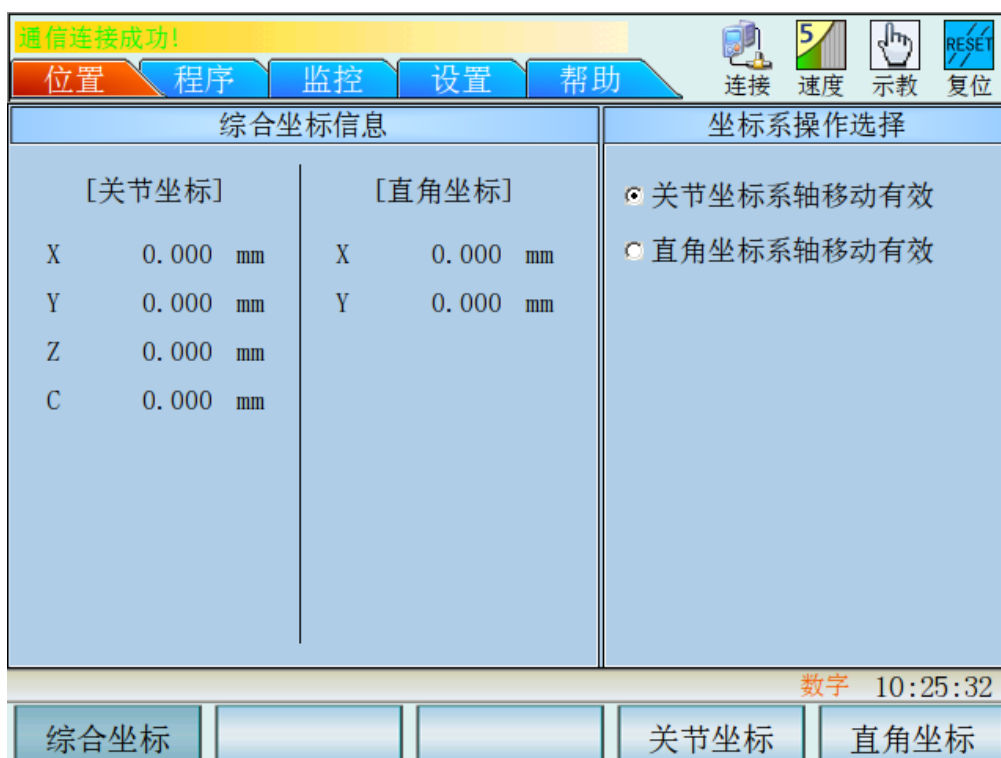 通信连接成功!
位置 程序 监控 设置 帮助
5
RESET
连接 速度 示教 复位
综合坐标信息
坐标系操作选择
[关节坐标] [直角坐标]
X 0.000 mm X 0.000 mm
Y 0.000 mm Y 0.000 mm
Z 0.000 mm
C 0.000 mm
关节坐标系轴移动有效
直角坐标系轴移动有效
数字 10:25:32
综合坐标 关节坐标 直角坐标